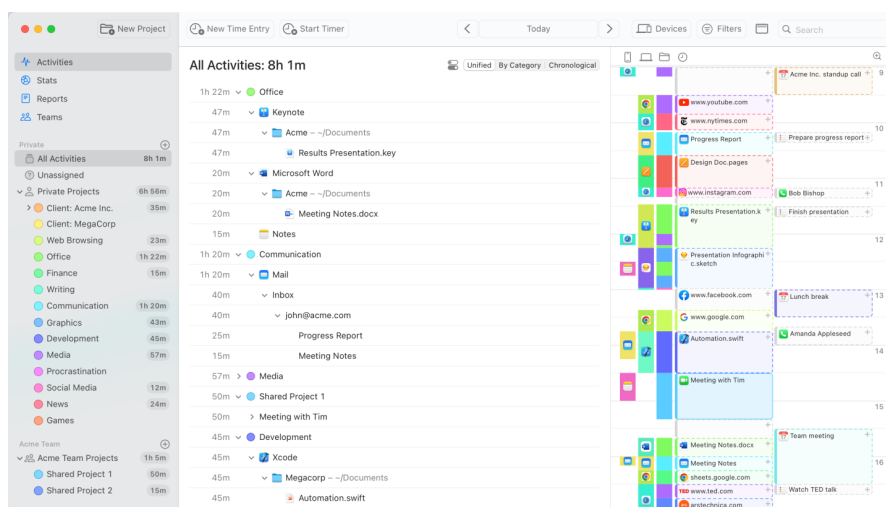 New Project
New Time Entry
Start Timer
Today
Devices
Filters
Search
Activities
Stats
Reports
Teams
Private
All Activities 8h 1m
Unassigned
Private Projects 6h 56m
Client: Acme Inc. 35m
Client: MegaCorp
Web Browsing 23m
Office 1h 22m
Finance 15m
Writing
Communication 1h 20m
Graphics 43m
Development 45m
Media 57m
Procrastination
Social Media 12m
News 24m
Games
Acme Team
Acme Team Projects 1h 5m
Shared Project 1 50m
Shared Project 2 15m
All Activities: 8h 1m
Unified By Category Chronological
1h 22m Office
47m Keynote
47m Acme – ~/Documents
47m Results Presentation.key
20m Microsoft Word
20m Acme – ~/Documents
20m Meeting Notes.docx
15m Notes
1h 20m Communication
1h 20m Mail
40m Inbox
40m john@acme.com
25m Progress Report
15m Meeting Notes
57m Media
50m Shared Project 1
50m Meeting with Tim
45m Development
45m Xcode
45m Megacorp – ~/Documents
45m Automation.swift
Acme Inc. standup call 9
www.youtube.com
www.nytimes.com
10
Progress Report
Prepare progress report
Design Doc.pages
11
www.instagram.com
Bob Bishop
Results Presentation.k
ey
Finish presentation
12
Presentation Infographi
c.sketch
www.facebook.com
Lunch break
13
www.google.com
Automation.swift
Amanda Appleseed
14
Meeting with Tim
15
Team meeting
Meeting Notes.docx
Meeting Notes
16
sheets.google.com
TED www.ted.com
Watch TED talk
arstechnica.com